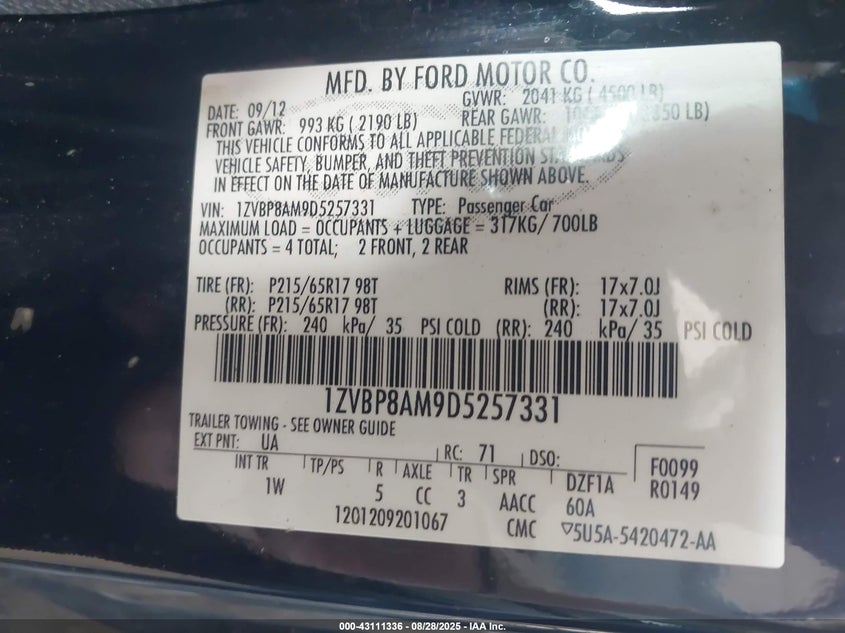 MFD. BY FORD MOTOR CO.
DATE: 09/12 GVWR: 2041 KG ( 4500 LB)
FRONT GAWR: 993 KG ( 2190 LB) REAR GAWR: LB)
THIS VEHICLE CONFORMS TO ALL APPLICABLE FEDERAL
VEHICLE SAFETY, BUMPER, AND THEFT PREVENTION STANDARDS
IN EFFECT ON THE DATE OF MANUFACTURE SHOWN ABOVE.
VIN: 1ZVBP8AM9D5257331 TYPE: Passenger Car
MAXIMUM LOAD = OCCUPANTS + LUGGAGE = 317KG/ 700LB
OCCUPANTS = 4 TOTAL; 2 FRONT, 2 REAR
TIRE (FR): P215/65R17 98T RIMS (FR): 17x7.0J
(RR): P215/65R17 98T (RR): 17x7.0J
PRESSURE (FR): 240 kPa/ 35 PSI COLD (RR): 240 kPa/ 35 PSI COLD
1ZVBP8AM9D5257331
TRAILER TOWING - SEE OWNER GUIDE
EXT PNT: UA RC: 71 DSO: F0099
INT TR TP/PS R AXLE TR SPR DZF1A R0149
1W 5 CC 3 AACC 60A
1201209201067 CMC ▽5U5A-5420472-AA
000-43111336 - 08/28/2025 - IAA Inc.